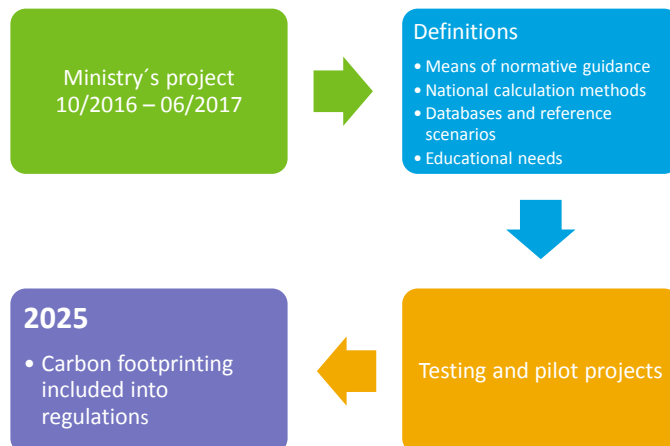 Ministry´s project
10/2016 – 06/2017
Definitions
• Means of normative guidance
• National calculation methods
• Databases and reference
scenarios
• Educational needs
2025
• Carbon footprinting
included into
regulations
Testing and pilot projects